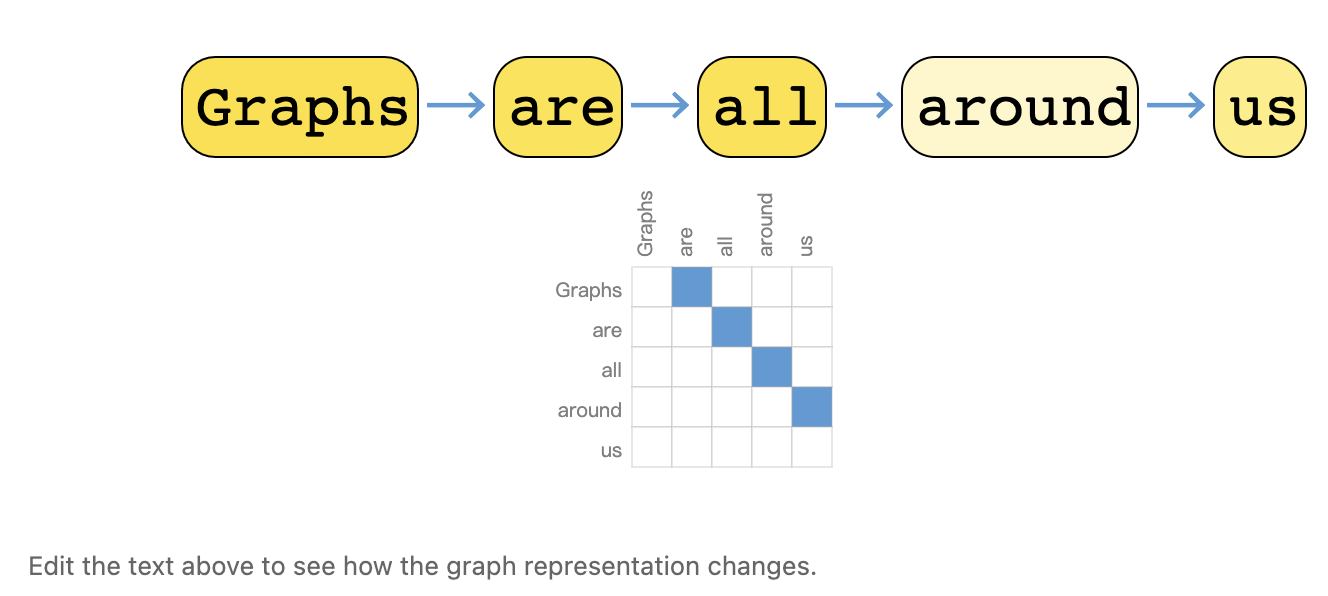 Graphs are all around us
Graphs are all around us
Graphs
are
all
around
us
Edit the text above to see how the graph representation changes.